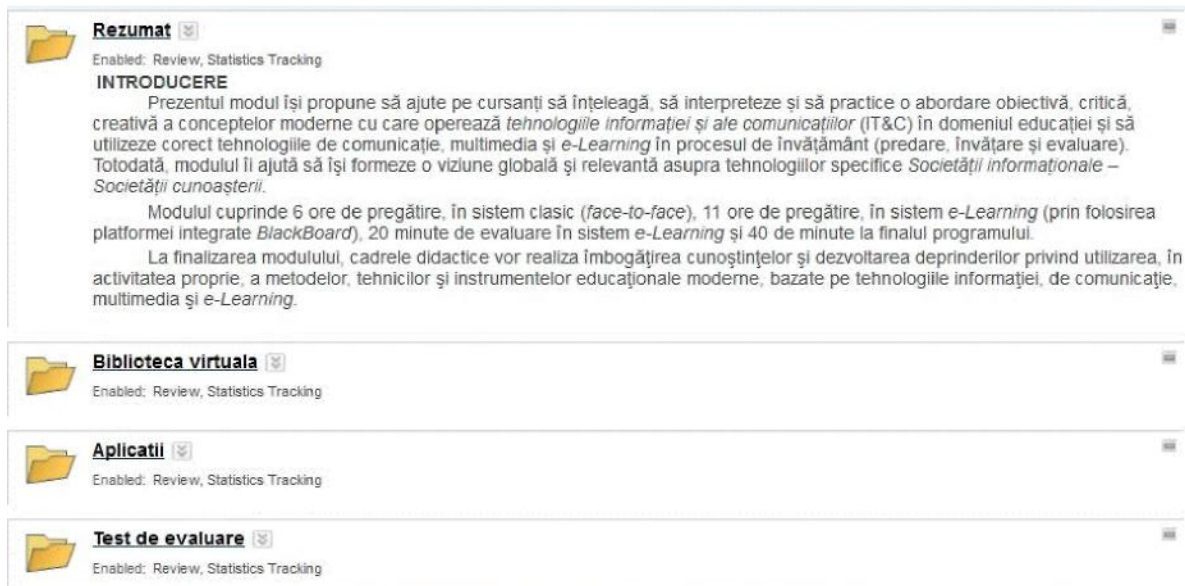 Rezumat
Enabled: Review, Statistics Tracking
INTRODUCERE
Prezentul modul își propune să ajute pe cursanți să înțeleagă, să interpreteze și să practice o abordare obiectivă, critică,
creativă a conceptelor moderne cu care operează tehnologiile informației și ale comunicațiilor (IT&C) în domeniul educației și să
utilizeze corect tehnologiile de comunicație, multimedia și e-Learning în procesul de învățământ (predare, învățare și evaluare).
Totodată, modulul îi ajută să își formeze o viziune globală și relevantă asupra tehnologiilor specifice Societății informaționale –
Societății cunoașterii.
Modulul cuprinde 6 ore de pregătire, în sistem clasic (face-to-face), 11 ore de pregătire, în sistem e-Learning (prin folosirea
platformei integrate BlackBoard), 20 minute de evaluare în sistem e-Learning și 40 de minute la finalul programului.
La finalizarea modulului, cadrele didactice vor realiza îmbogăţirea cunoştinţelor şi dezvoltarea deprinderilor privind utilizarea, în
activitatea proprie, a metodelor, tehnicilor şi instrumentelor educaţionale moderne, bazate pe tehnologiile informaţiei, de comunicaţie,
multimedia şi e-Learning.
Biblioteca virtuala
Enabled: Review, Statistics Tracking
Aplicatii
Enabled: Review, Statistics Tracking
Test de evaluare
Enabled: Review, Statistics Tracking